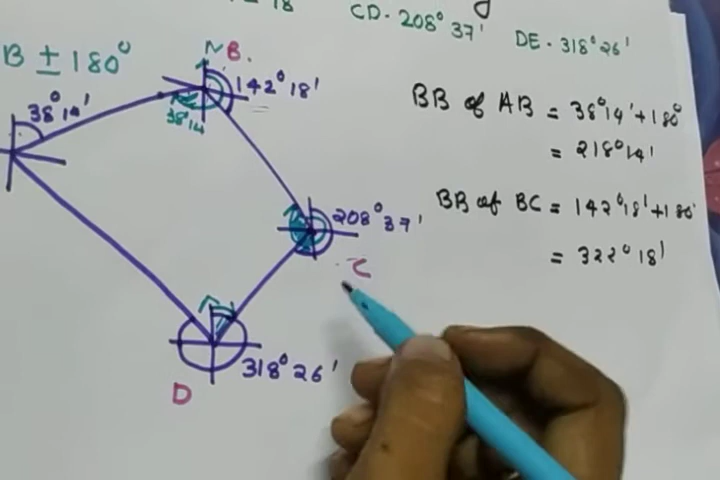 18
CD - 208° 37'
DE - 318° 26'
B ± 180°
N B.
142° 18'
38° 14'
38° 14
BB of AB = 38° 14' + 180°
= 218° 14'
208° 37'
BB of BC = 142° 18' + 180°
= 322° 18'
C
318° 26'
D